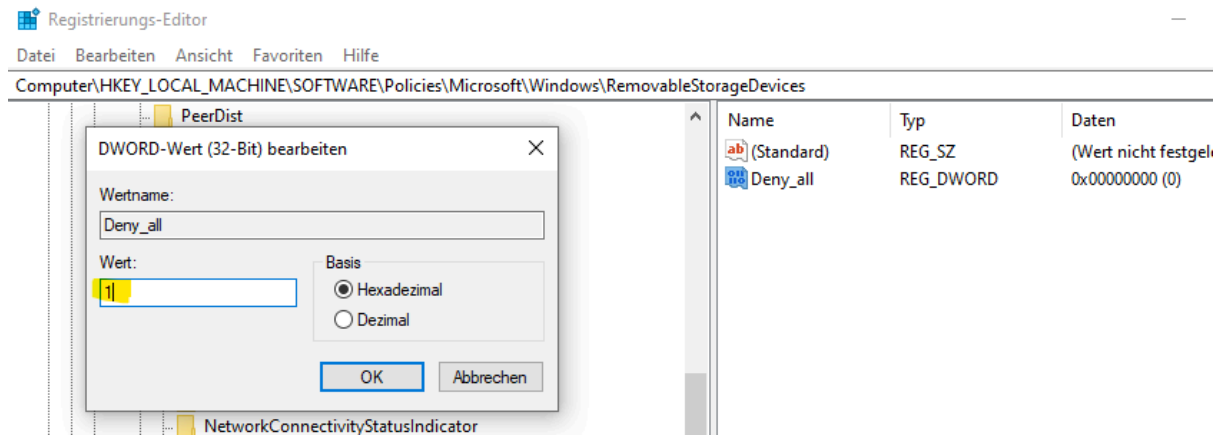 Registrierungs-Editor
Datei Bearbeiten Ansicht Favoriten Hilfe
Computer\HKEY_LOCAL_MACHINE\SOFTWARE\Policies\Microsoft\Windows\RemovableStorageDevices
PeerDist
DWORD-Wert (32-Bit) bearbeiten
Wertname:
Deny_all
Wert:
1
Basis
Hexadezimal
Dezimal
OK Abbrechen
NetworkConnectivityStatusIndicator
Name Typ Daten
ab (Standard) REG_SZ (Wert nicht festgele
Deny_all REG_DWORD 0x00000000 (0)